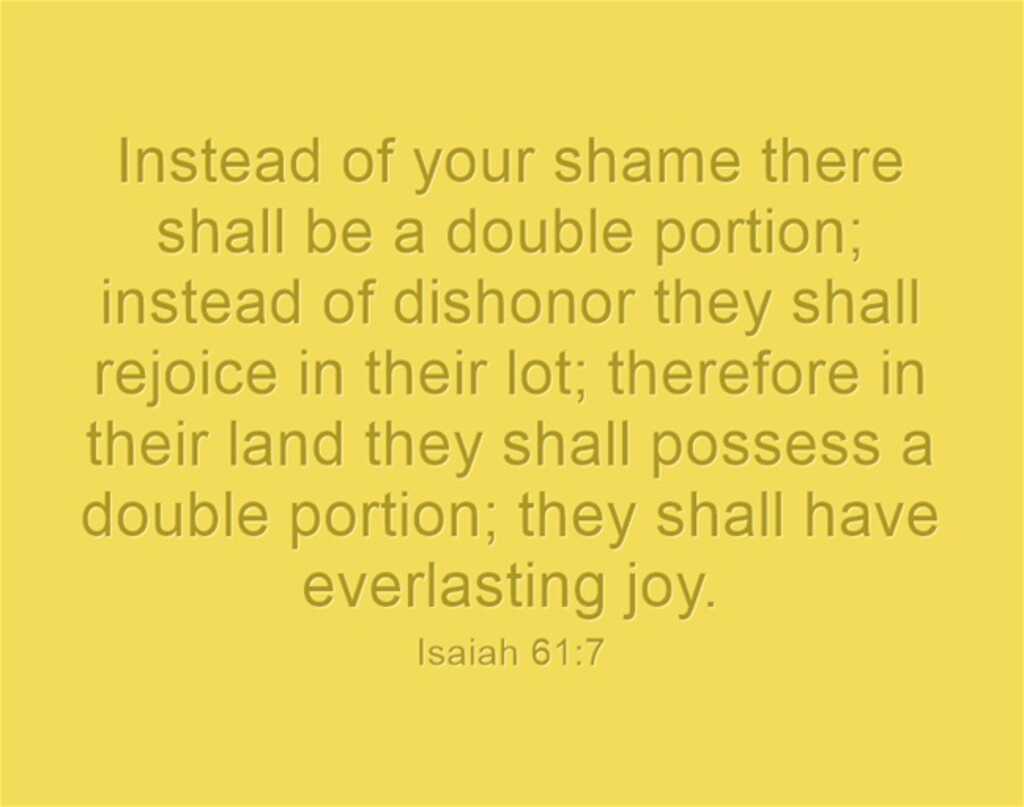 Instead of your shame there
shall be a double portion;
instead of dishonor they shall
rejoice in their lot; therefore in
their land they shall possess a
double portion; they shall have
everlasting joy.
Isaiah 61:7